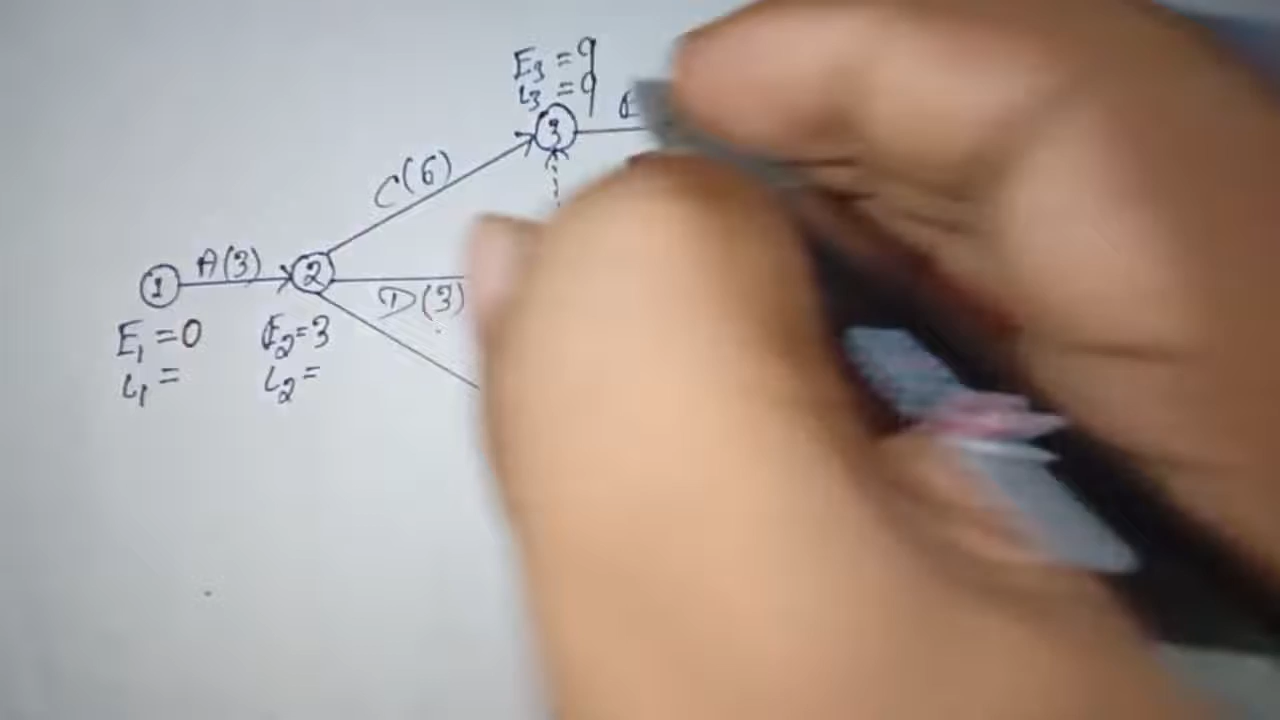 E3 = 9
L3 = 9
3
C(6)
A(3)
1
2
D(3)
E1 = 0
E2 = 3
L1 =
L2 =